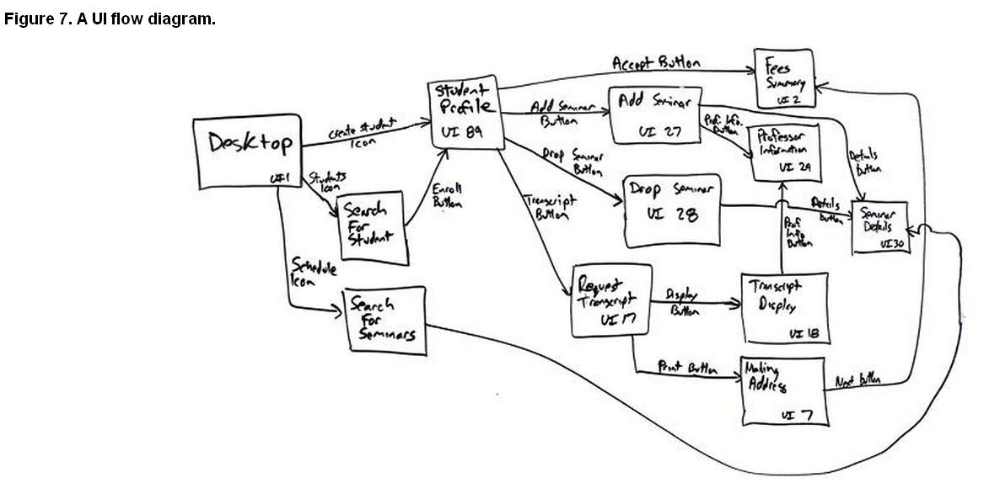 Figure 7. A UI flow diagram.
Accept Button
Fees
Summary
UI 2
Student
Profile
UI 89
Add Seminar
Button
Add Seminar
UI 27
Prof. Info.
Button
Professor
Information
UI 29
Details
button
Desktop
UI 1
create student
Icon
Students
Icon
Search
For
Student
Enroll
Button
Drop Seminar
Button
Drop Seminar
UI 28
Details
button
Seminar
Details
UI 30
Transcript
Button
Prof
Info
Button
Schedule
Icon
Search
For
Seminars
Request
Transcript
UI 17
Display
Button
Transcript
Display
UI 18
Print Button
Mailing
Address
UI 7
Next button